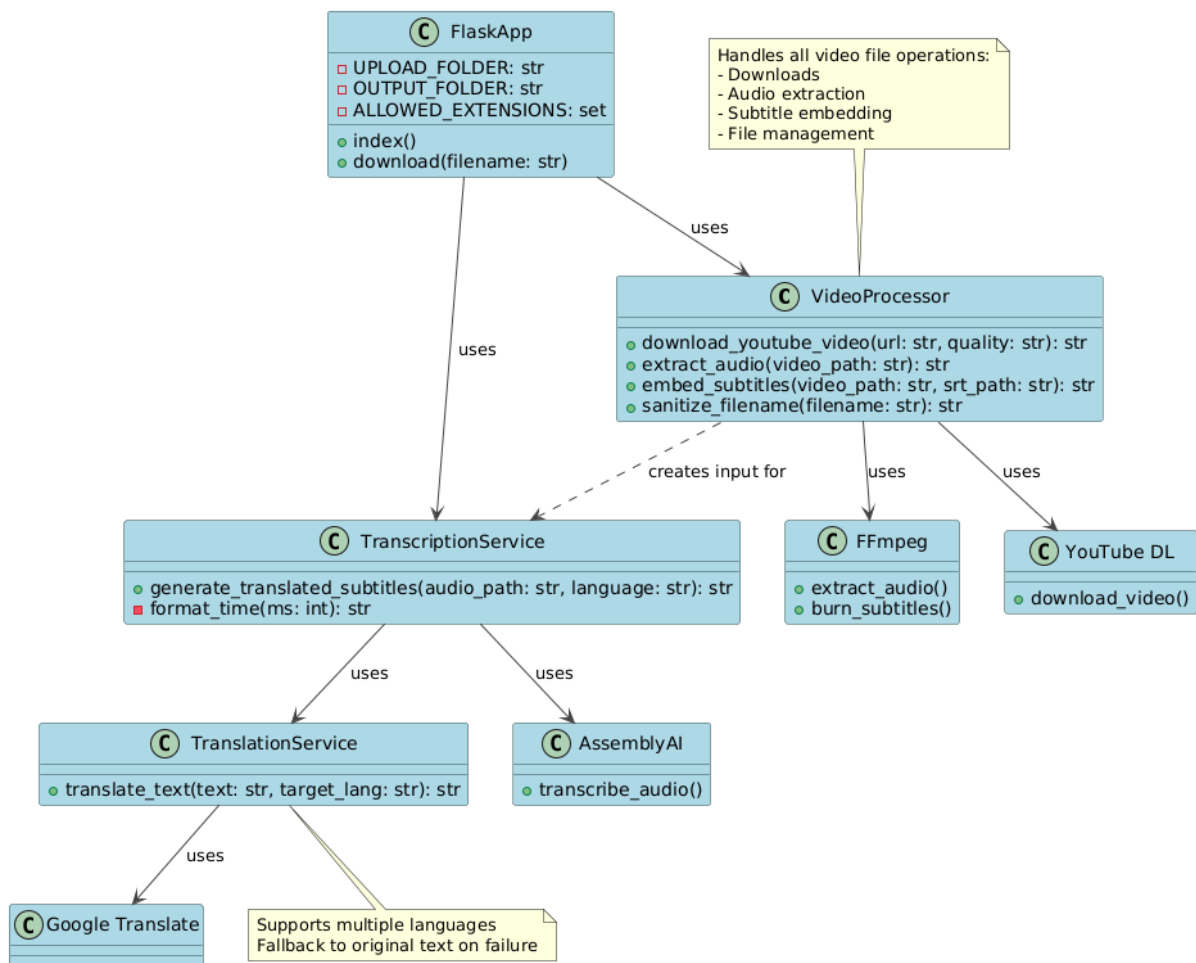 C FlaskApp
UPLOAD_FOLDER: str
OUTPUT_FOLDER: str
ALLOWED_EXTENSIONS: set
index()
download(filename: str)
Handles all video file operations:
- Downloads
- Audio extraction
- Subtitle embedding
- File management
uses
uses
C VideoProcessor
download_youtube_video(url: str, quality: str): str
extract_audio(video_path: str): str
embed_subtitles(video_path: str, srt_path: str): str
sanitize_filename(filename: str): str
creates input for
uses
uses
C TranscriptionService
generate_translated_subtitles(audio_path: str, language: str): str
format_time(ms: int): str
C FFmpeg
extract_audio()
burn_subtitles()
C YouTube DL
download_video()
uses
uses
C TranslationService
translate_text(text: str, target_lang: str): str
C AssemblyAI
transcribe_audio()
uses
C Google Translate
Supports multiple languages
Fallback to original text on failure